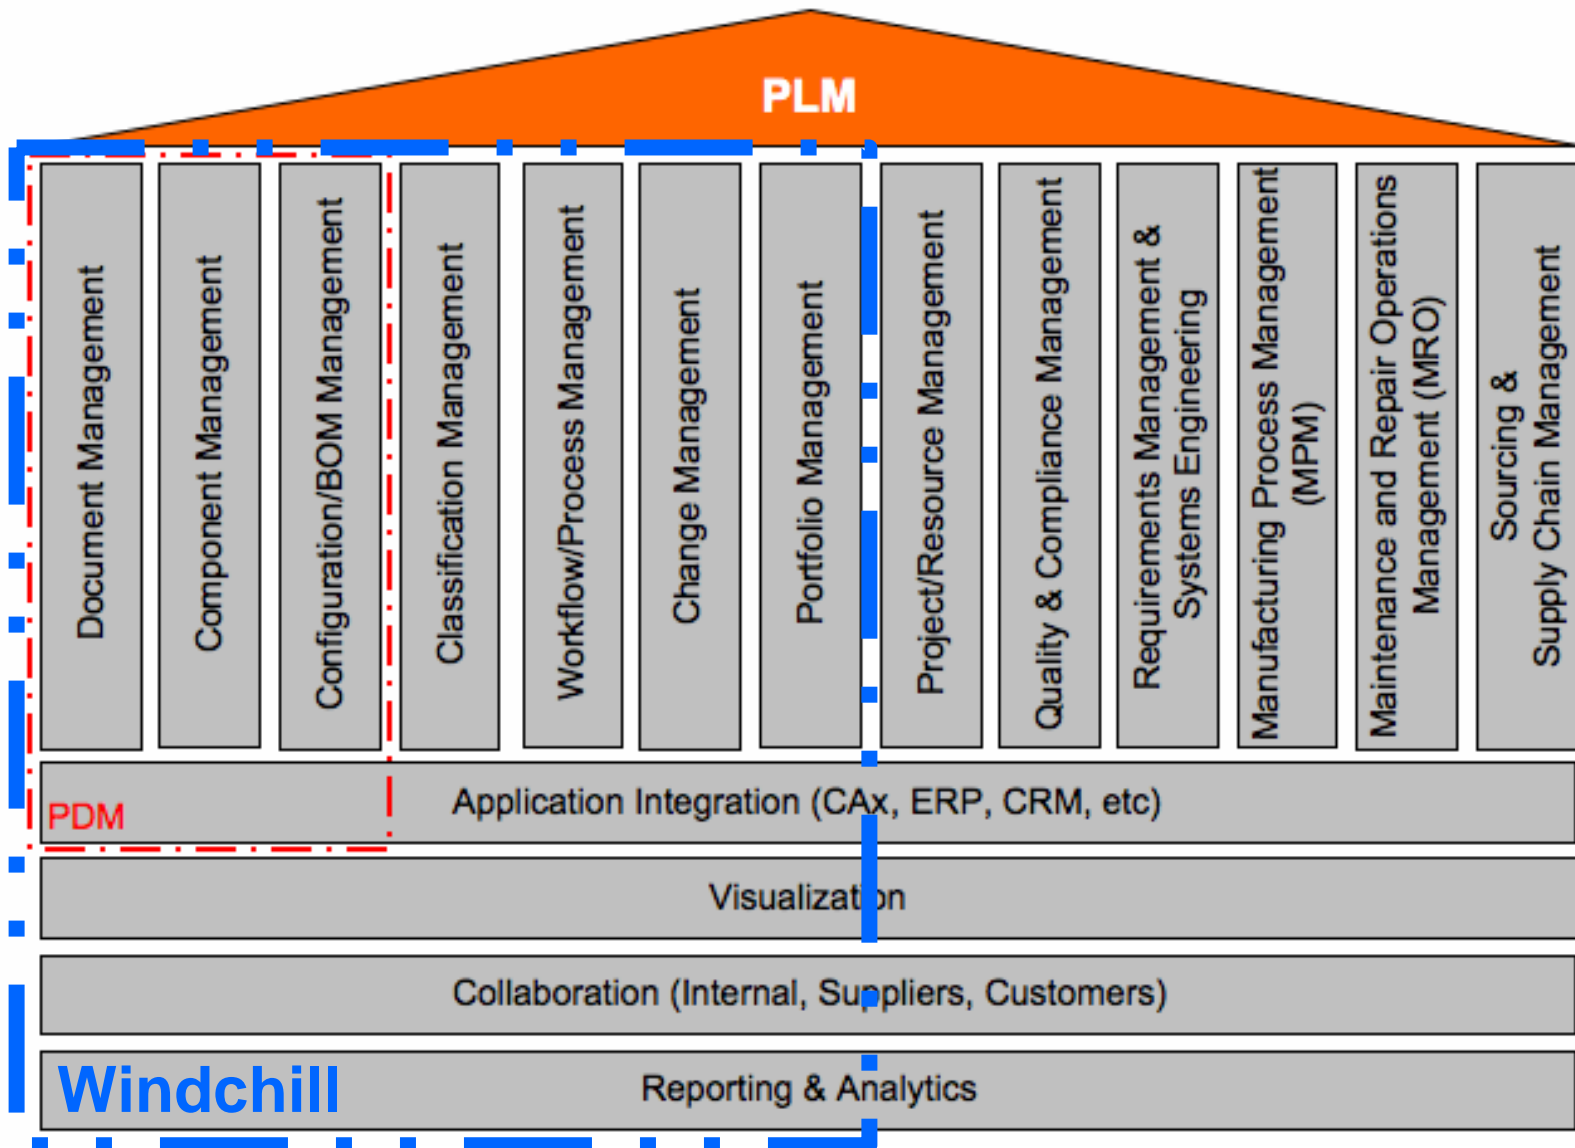 PLM
Document Management
Component Management
Configuration/BOM Management
Classification Management
Workflow/Process Management
Change Management
Portfolio Management
Project/Resource Management
Quality & Compliance Management
Requirements Management &
Systems Engineering
Manufacturing Process Management
(MPM)
Maintenance and Repair Operations
Management (MRO)
Sourcing &
Supply Chain Management
PDM
Application Integration (CAx, ERP, CRM, etc)
Visualization
Collaboration (Internal, Suppliers, Customers)
Windchill
Reporting & Analytics